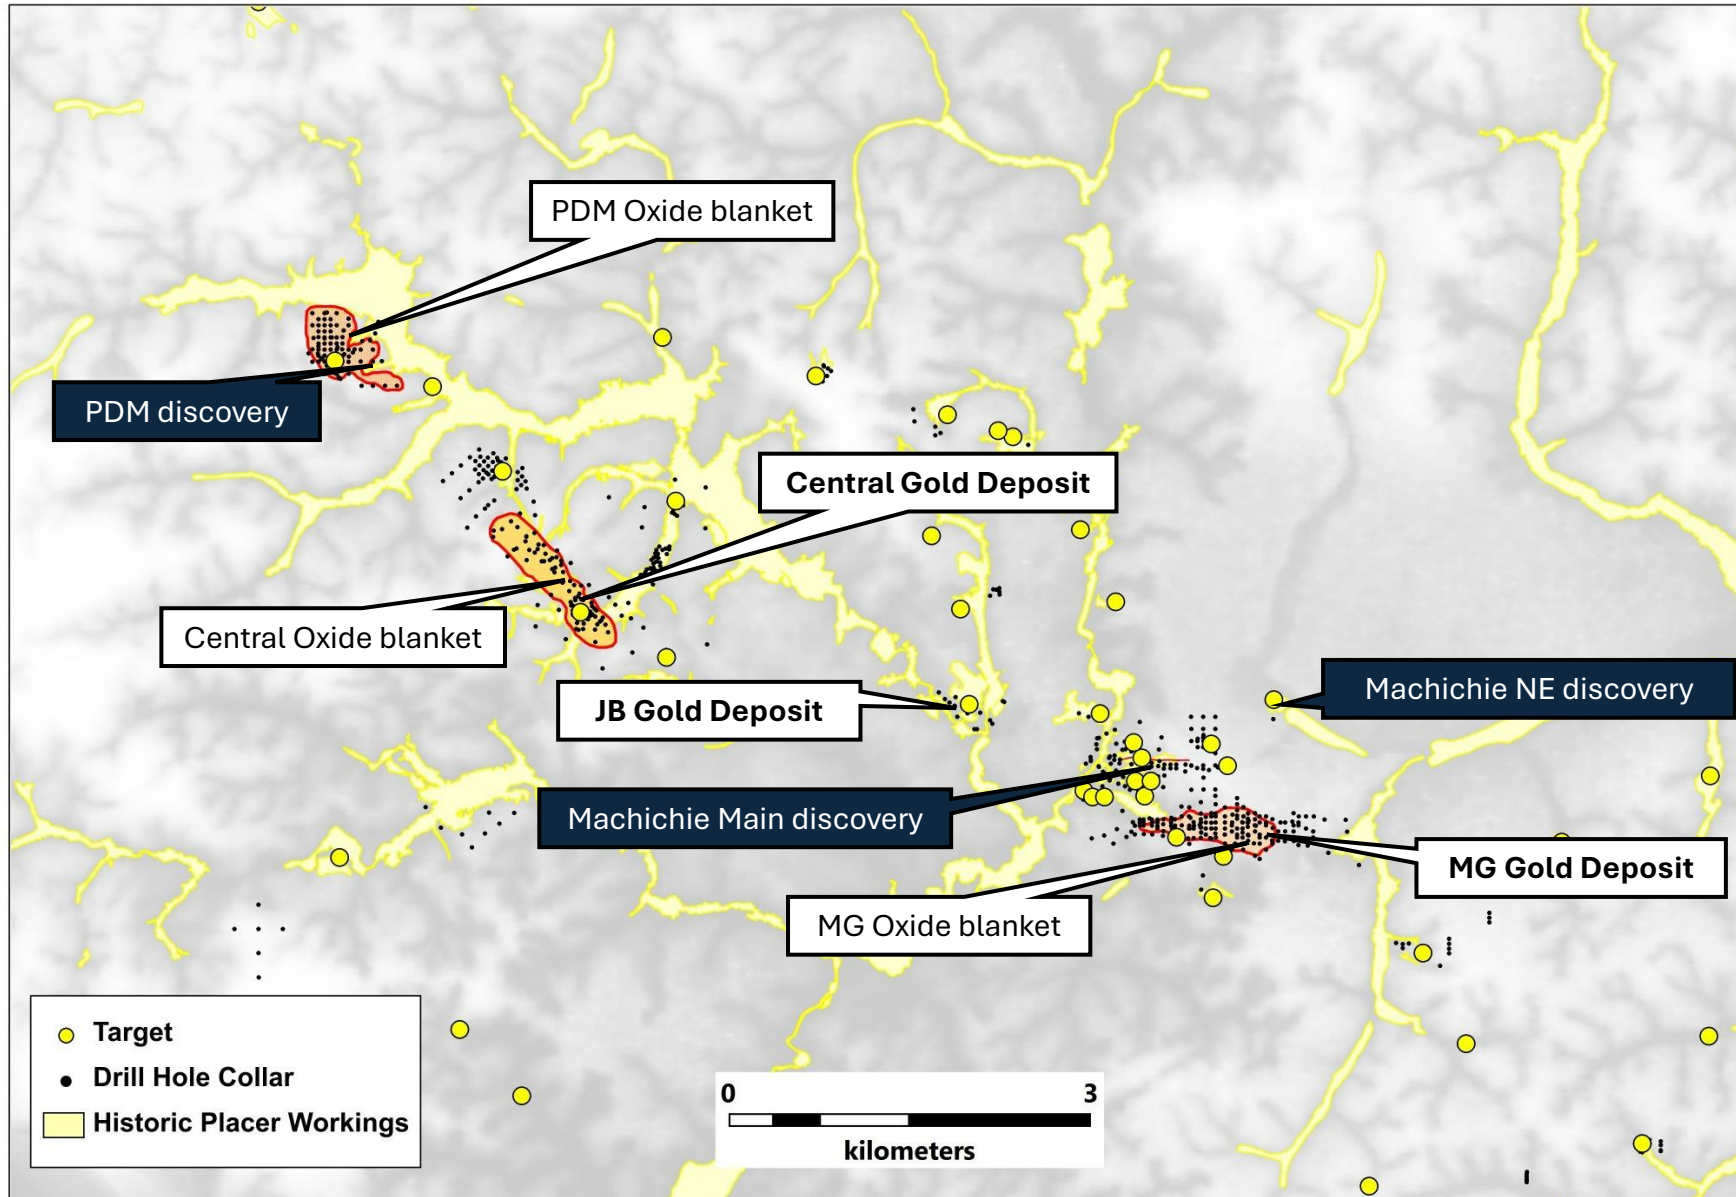 PDM Oxide blanket
PDM discovery
Central Gold Deposit
Central Oxide blanket
JB Gold Deposit
Machichie NE discovery
Machichie Main discovery
MG Gold Deposit
MG Oxide blanket
Target
Drill Hole Collar
Historic Placer Workings
0 3
kilometers